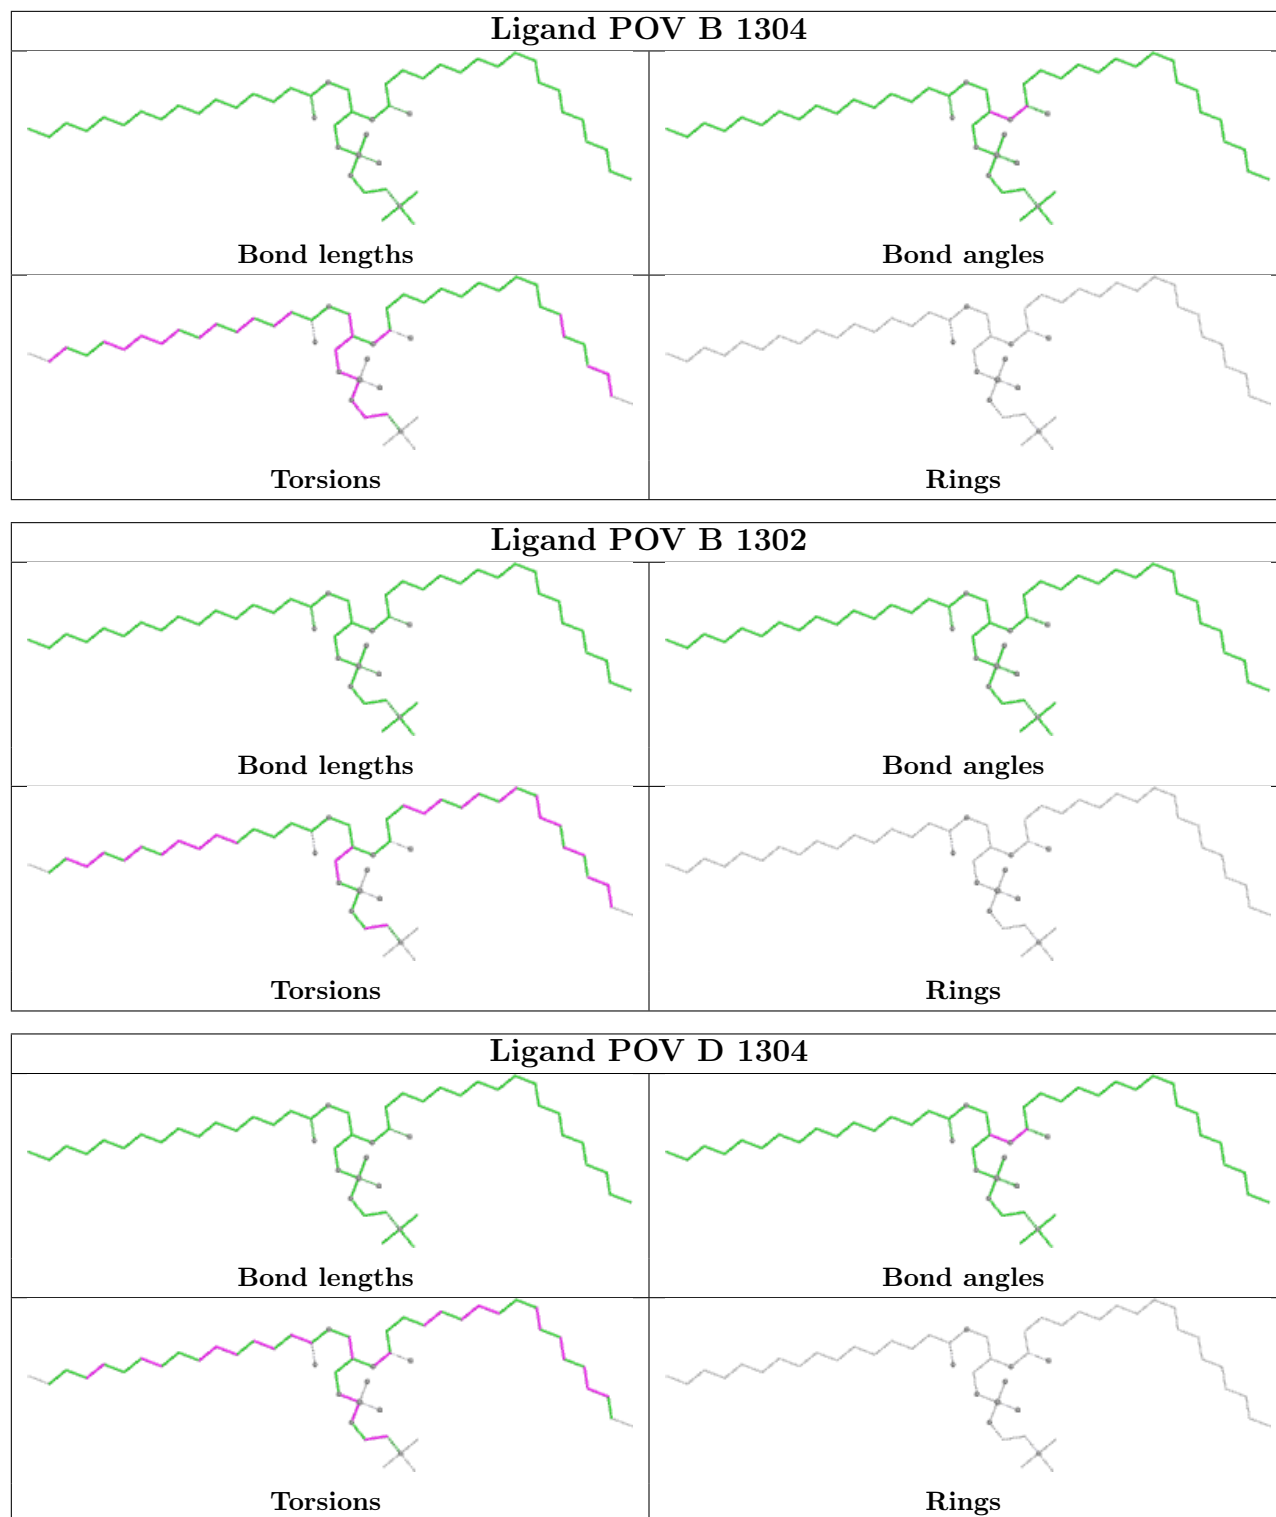 Ligand POV B 1304
Bond lengths
Bond angles
Torsions
Rings
Ligand POV B 1302
Bond lengths
Bond angles
Torsions
Rings
Ligand POV D 1304
Bond lengths
Bond angles
Torsions
Rings